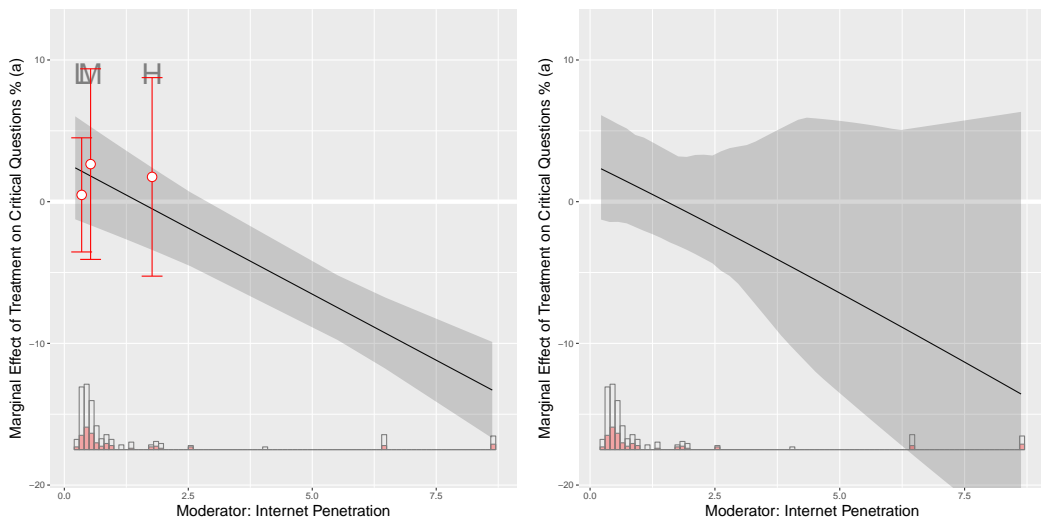 Marginal Effect of Treatment on Critical Questions % (a)
10
5
0
−10
−20
L M H
0.0 2.5 5.0 7.5
Moderator: Internet Penetration
Marginal Effect of Treatment on Critical Questions % (a)
10
0
−10
−20
0.0 2.5 5.0 7.5
Moderator: Internet Penetration